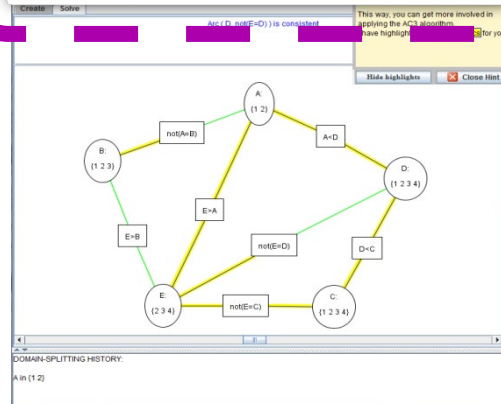 Create Solve
Arc ( D, not(E=D) ) is consistent
This way, you can get more involved in
applying the AC3 algorithm.
have highlight
for yo
Hide highlights
Close Hint
A:
{1 2}
not(A=B)
A<D
B:
{1 2 3}
D:
{1 2 3 4}
E>A
E>B
not(E=D)
D<C
E:
{2 3 4}
not(E=C)
C:
{1 2 3 4}
DOMAIN-SPLITTING HISTORY:
A in {1 2}